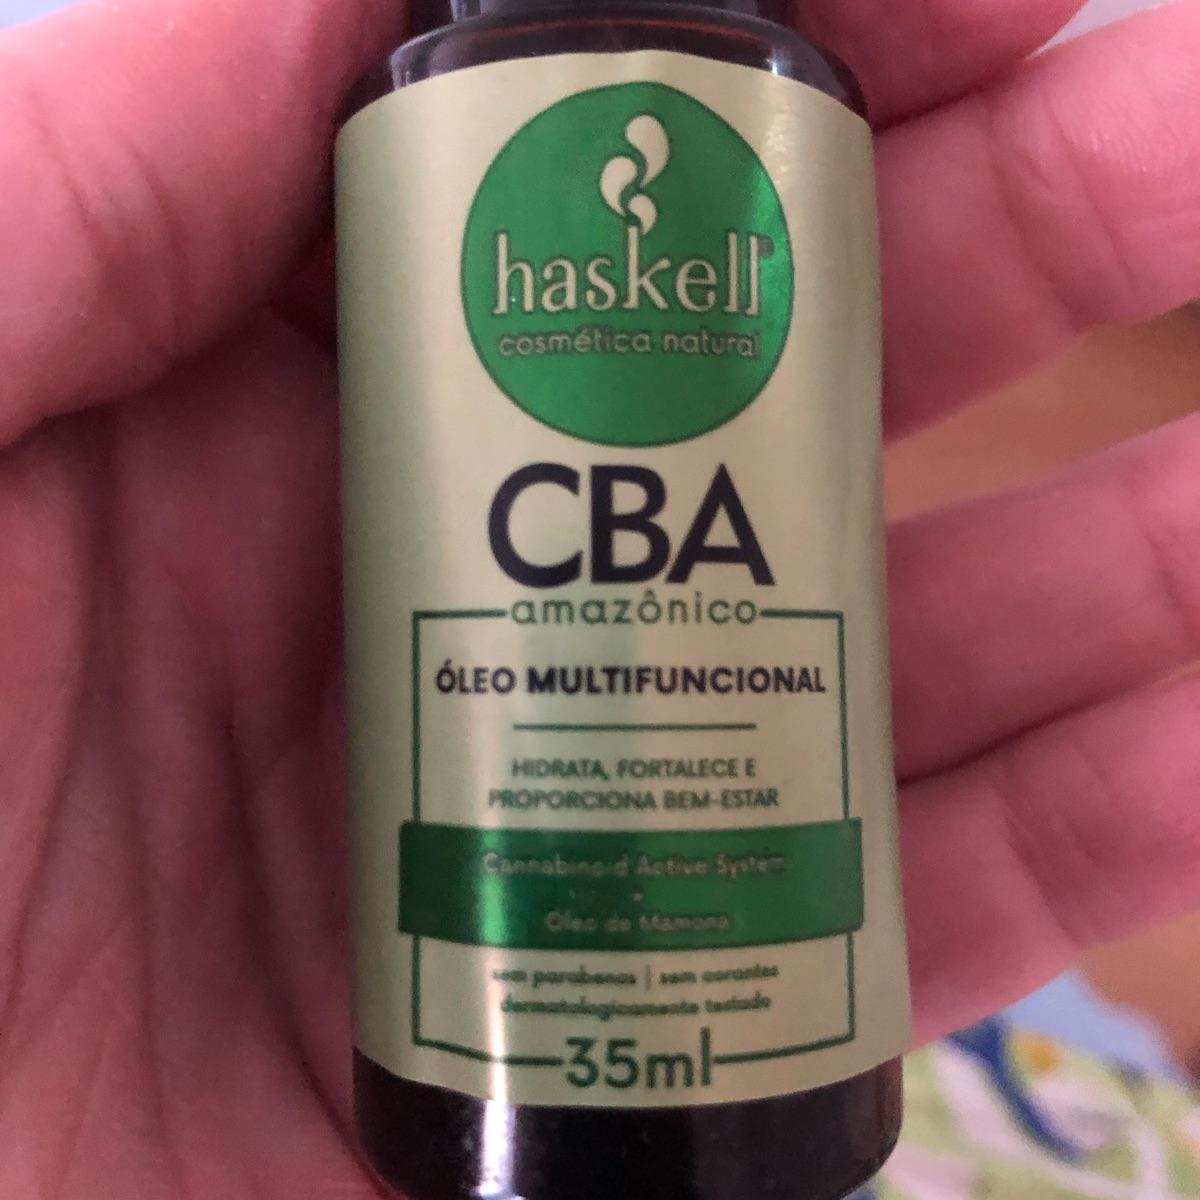 haskell®
cosmética natural
CBA
amazônico
ÓLEO MULTIFUNCIONAL
HIDRATA, FORTALECE E
PROPORCIONA BEM-ESTAR
Cannabinoid Active System
+
Óleo de Mamona
sem parabenos | sem corantes
dermatologicamente testado
35ml